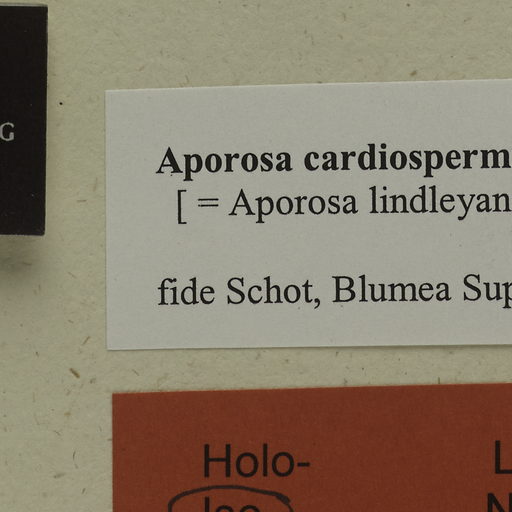 G
Aporosa cardiosperm
[ = Aporosa lindleyan
fide Schot, Blumea Sup
Holo- L